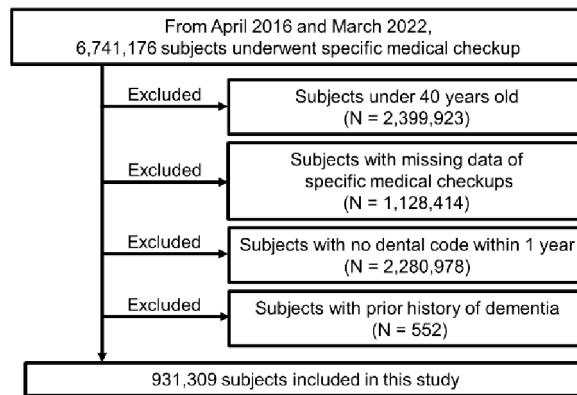 From April 2016 and March 2022,
6,741,176 subjects underwent specific medical checkup
Excluded
Subjects under 40 years old
(N = 2,399,923)
Excluded
Subjects with missing data of
specific medical checkups
(N = 1,128,414)
Excluded
Subjects with no dental code within 1 year
(N = 2,280,978)
Excluded
Subjects with prior history of dementia
(N = 552)
931,309 subjects included in this study